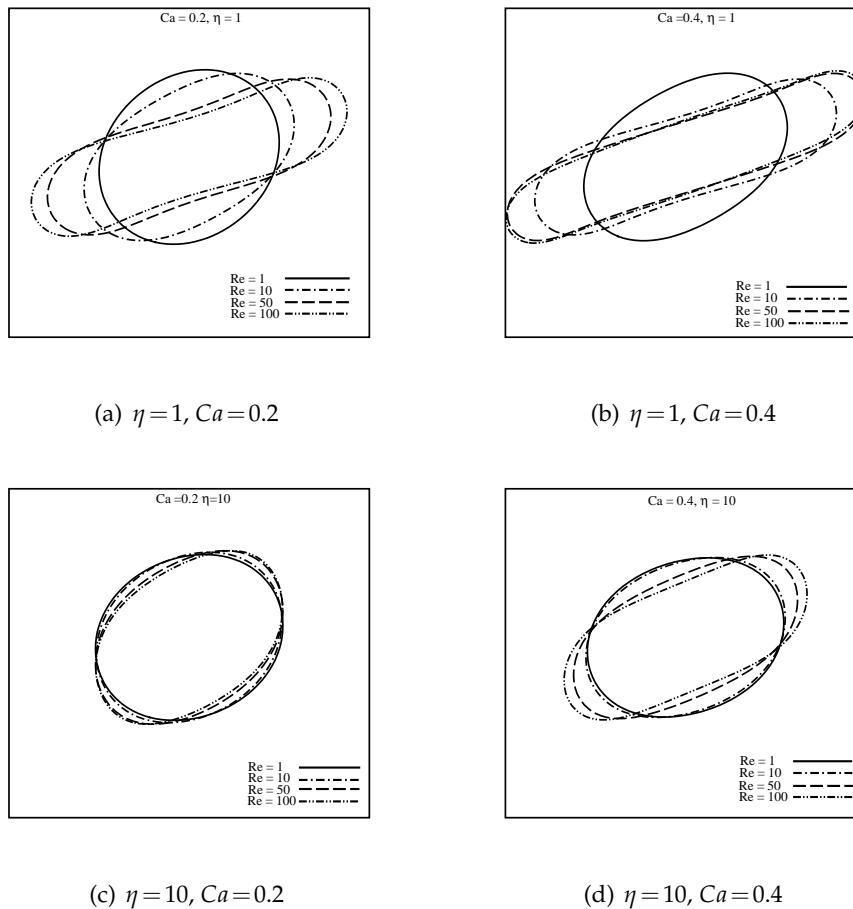 Ca = 0.2, η = 1
Re = 1
Re = 10
Re = 50
Re = 100
(a) η = 1, Ca = 0.2
Ca =0.4, η = 1
Re = 1
Re = 10
Re = 50
Re = 100
(b) η = 1, Ca = 0.4
Ca =0.2 η=10
Re = 1
Re = 10
Re = 50
Re = 100
(c) η = 10, Ca = 0.2
Ca = 0.4, η = 10
Re = 1
Re = 10
Re = 50
Re = 100
(d) η = 10, Ca = 0.4